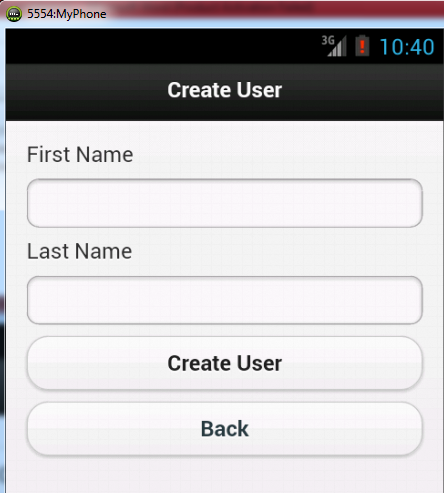 5554:MyPhone
3G 10:40
Create User
First Name
Last Name
Create User
Back